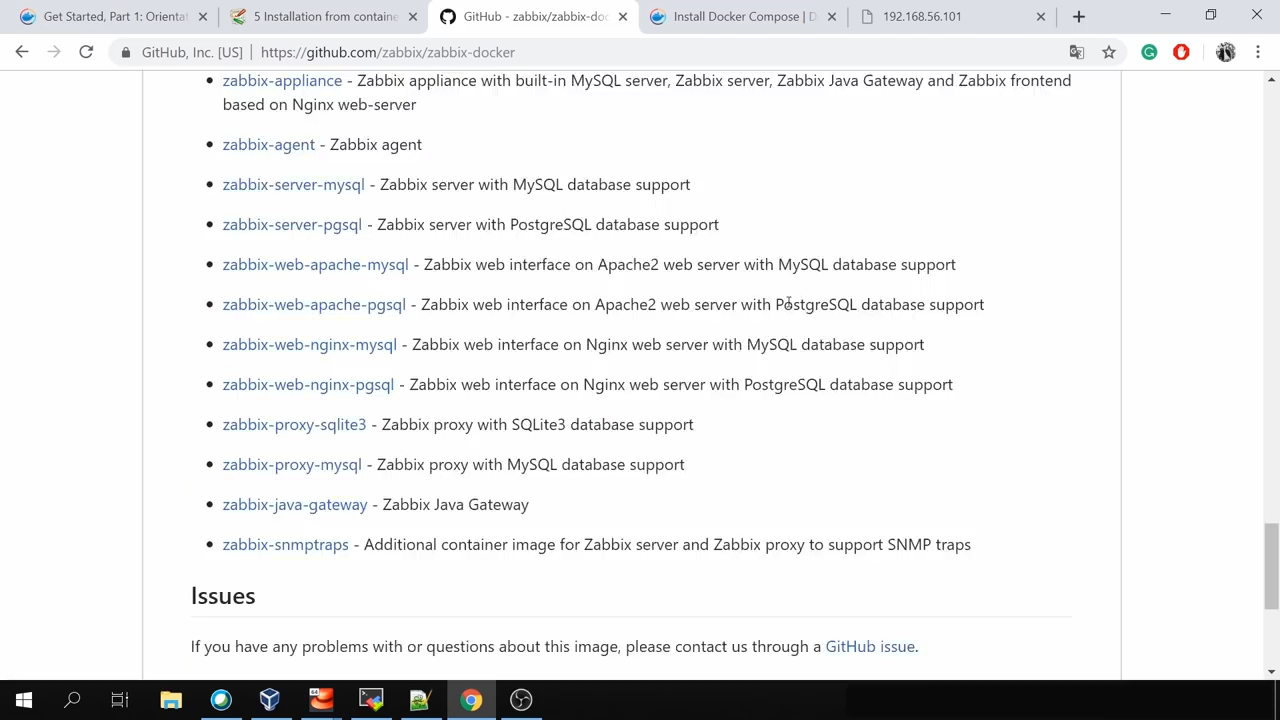 Get Started, Part 1: Orientat
5 Installation from containe
GitHub - zabbix/zabbix-doc
Install Docker Compose | D
192.168.56.101
GitHub, Inc. [US] | https://github.com/zabbix/zabbix-docker
zabbix-appliance - Zabbix appliance with built-in MySQL server, Zabbix server, Zabbix Java Gateway and Zabbix frontend
based on Nginx web-server
zabbix-agent - Zabbix agent
zabbix-server-mysql - Zabbix server with MySQL database support
zabbix-server-pgsql - Zabbix server with PostgreSQL database support
zabbix-web-apache-mysql - Zabbix web interface on Apache2 web server with MySQL database support
zabbix-web-apache-pgsql - Zabbix web interface on Apache2 web server with PostgreSQL database support
zabbix-web-nginx-mysql - Zabbix web interface on Nginx web server with MySQL database support
zabbix-web-nginx-pgsql - Zabbix web interface on Nginx web server with PostgreSQL database support
zabbix-proxy-sqlite3 - Zabbix proxy with SQLite3 database support
zabbix-proxy-mysql - Zabbix proxy with MySQL database support
zabbix-java-gateway - Zabbix Java Gateway
zabbix-snmptraps - Additional container image for Zabbix server and Zabbix proxy to support SNMP traps
Issues
If you have any problems with or questions about this image, please contact us through a GitHub issue.